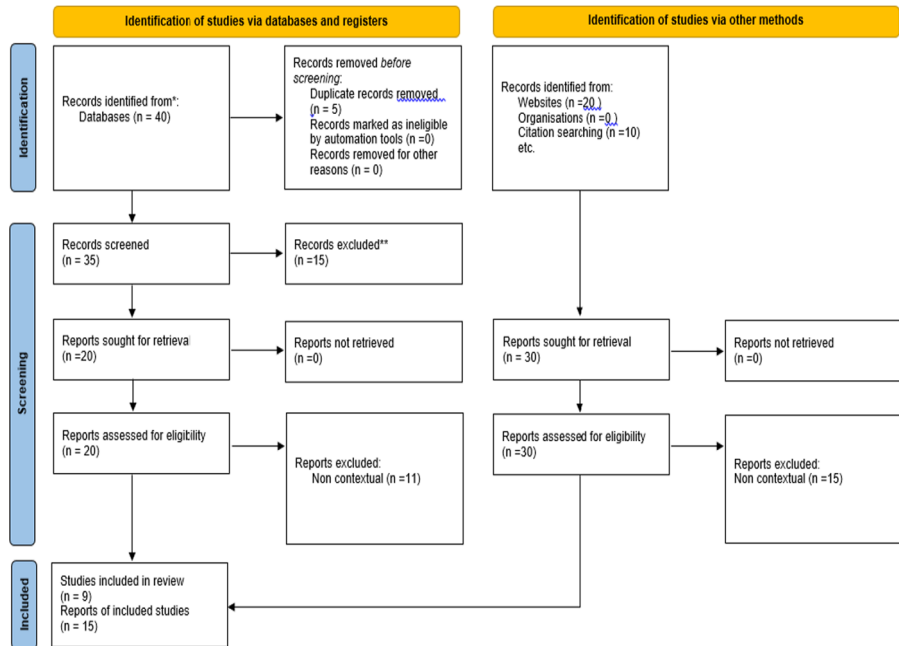 Identification of studies via databases and registers
Identification of studies via other methods
Identification
Records identified from*:
Databases (n = 40)
Records removed before
screening:
Duplicate records removed
(n = 5)
Records marked as ineligible
by automation tools (n =0)
Records removed for other
reasons (n = 0)
Records identified from:
Websites (n =20 )
Organisations (n =0 )
Citation searching (n =10)
etc.
Screening
Records screened
(n = 35)
Records excluded**
(n =15)
Reports sought for retrieval
(n =20)
Reports not retrieved
(n =0)
Reports sought for retrieval
(n = 30)
Reports not retrieved
(n =0)
Reports assessed for eligibility
(n = 20)
Reports excluded:
Non contextual (n =11)
Reports assessed for eligibility
(n =30)
Reports excluded:
Non contextual (n =15)
Included
Studies included in review
(n = 9)
Reports of included studies
(n = 15)